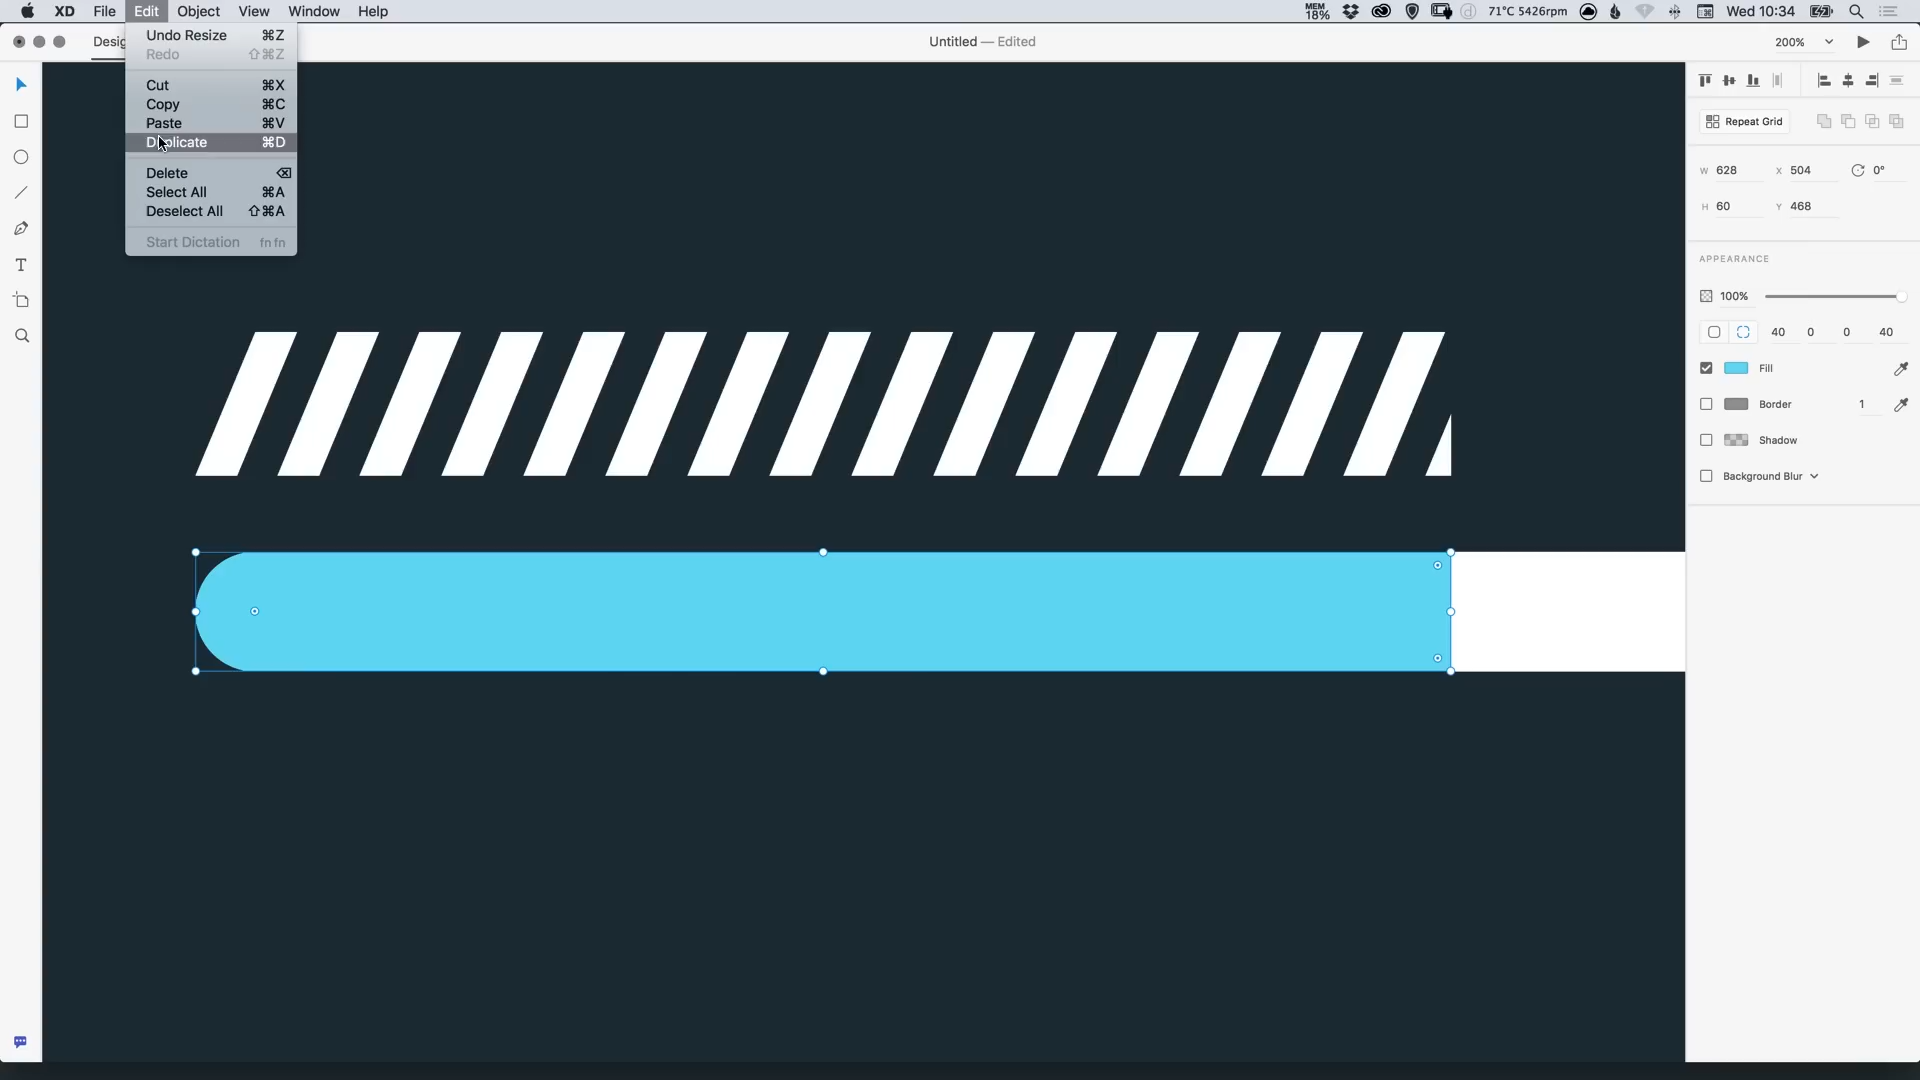 XD File Edit Object View Window Help MEM 18% 71°C 5426rpm Wed 10:34
Desig Untitled — Edited 200%
Undo Resize ⌘Z
Redo ⇧⌘Z
Cut ⌘X
Copy ⌘C
Paste ⌘V
Duplicate ⌘D
Delete ⌫
Select All ⌘A
Deselect All ⇧⌘A
Start Dictation fn fn
T
Repeat Grid
W 628 X 504 0°
H 60 Y 468
APPEARANCE
100%
40 0 0 40
Fill
Border 1
Shadow
Background Blur